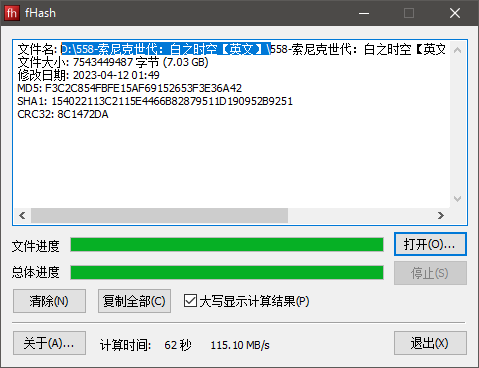 fHash
文件名: D:\558-索尼克世代：白之时空【英文】\558-索尼克世代：白之时空【英文
文件大小: 7543449487 字节 (7.03 GB)
修改日期: 2023-04-12 01:49
MD5: F3C2C854FBFE15AF69152653F3E36A42
SHA1: 154022113C2115E4466B82879511D190952B9251
CRC32: 8C1472DA
文件进度 打开(O)...
总体进度 停止(S)
清除(N) 复制全部(C) 大写显示计算结果(P)
关于(A)... 计算时间: 62 秒 115.10 MB/s 退出(X)